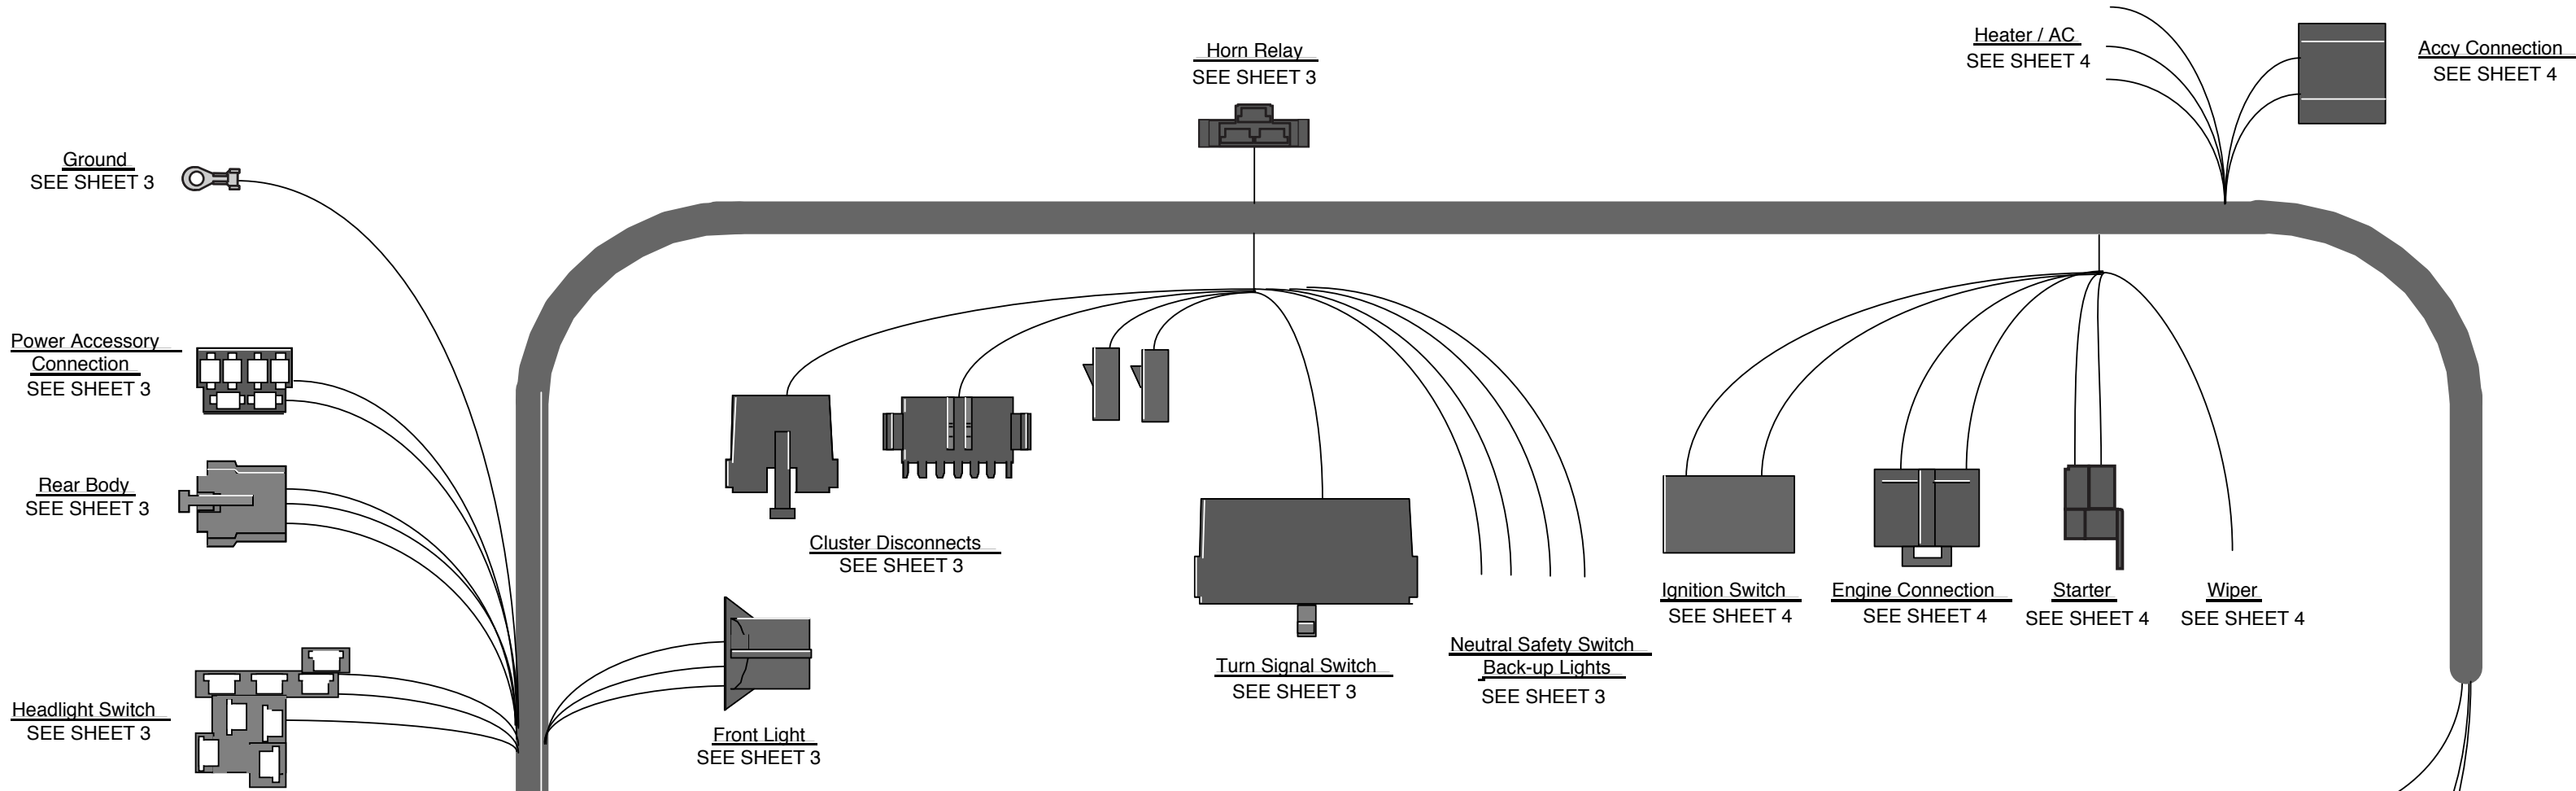 Heater / AC
SEE SHEET 4
Accy Connection
SEE SHEET 4
Horn Relay
SEE SHEET 3
Ground
SEE SHEET 3
Power Accessory
Connection
SEE SHEET 3
Rear Body
SEE SHEET 3
Headlight Switch
SEE SHEET 3
Cluster Disconnects
SEE SHEET 3
Front Light
SEE SHEET 3
Turn Signal Switch
SEE SHEET 3
Neutral Safety Switch
Back-up Lights
SEE SHEET 3
Ignition Switch
SEE SHEET 4
Engine Connection
SEE SHEET 4
Starter
SEE SHEET 4
Wiper
SEE SHEET 4